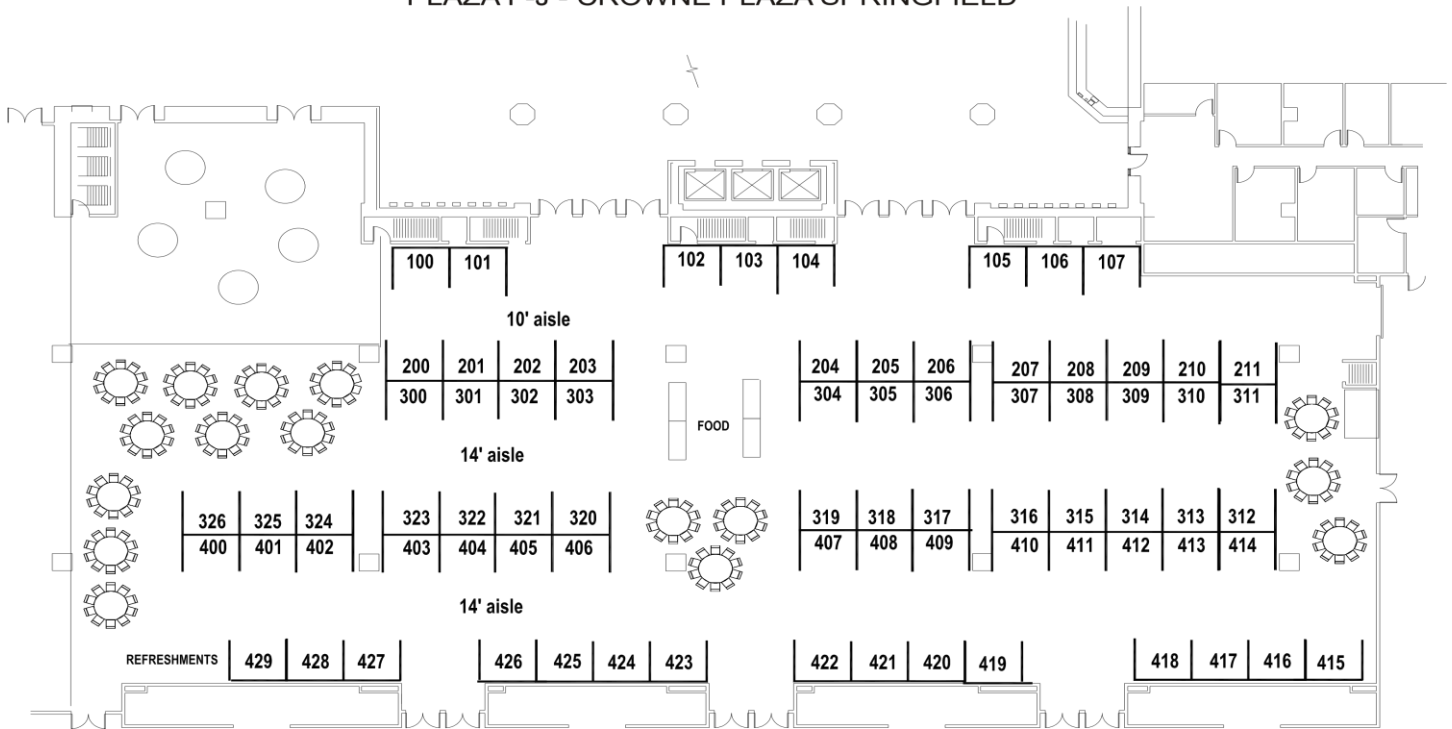 PLAZA F-J - CROWNE PLAZA SPRINGFIELD
100 101 102 103 104 105 106 107
10' aisle
200 201 202 203 204 205 206 207 208 209 210 211
300 301 302 303 304 305 306 307 308 309 310 311
FOOD
14' aisle
326 325 324 323 322 321 320 319 318 317 316 315 314 313 312
400 401 402 403 404 405 406 407 408 409 410 411 412 413 414
14' aisle
REFRESHMENTS 429 428 427 426 425 424 423 422 421 420 419 418 417 416 415